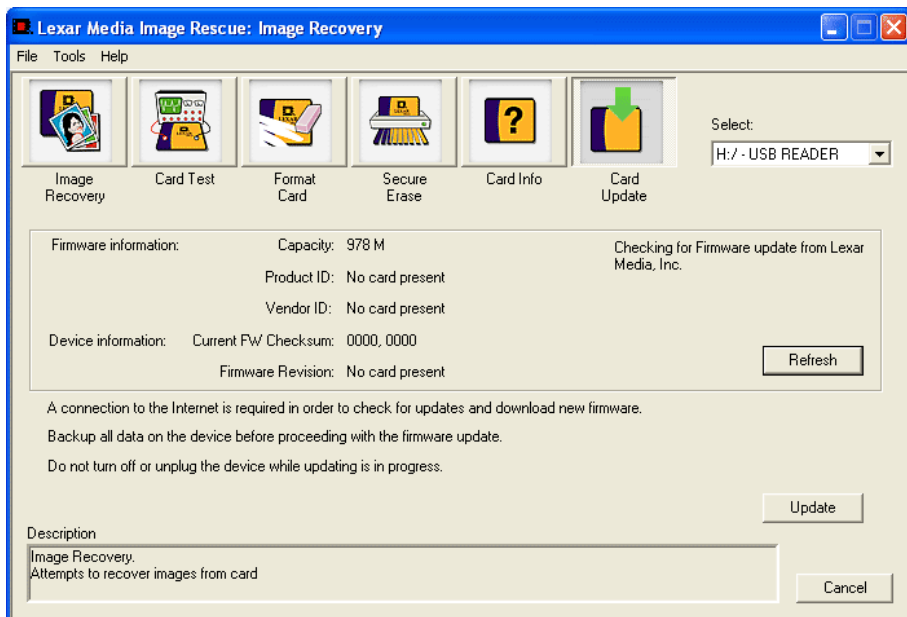 Lexar Media Image Rescue: Image Recovery
File Tools Help
LEXAR
LEXAR
Image
Recovery
Card Test
Format
Card
Secure
Erase
?
Card Info
Card
Update
Select:
H:/ - USB READER
Firmware information:
Capacity: 978 M
Product ID: No card present
Vendor ID: No card present
Device information:
Current FW Checksum: 0000, 0000
Firmware Revision: No card present
Checking for Firmware update from Lexar
Media, Inc.
Refresh
A connection to the Internet is required in order to check for updates and download new firmware.
Backup all data on the device before proceeding with the firmware update.
Do not turn off or unplug the device while updating is in progress.
Update
Description
Image Recovery.
Attempts to recover images from card
Cancel